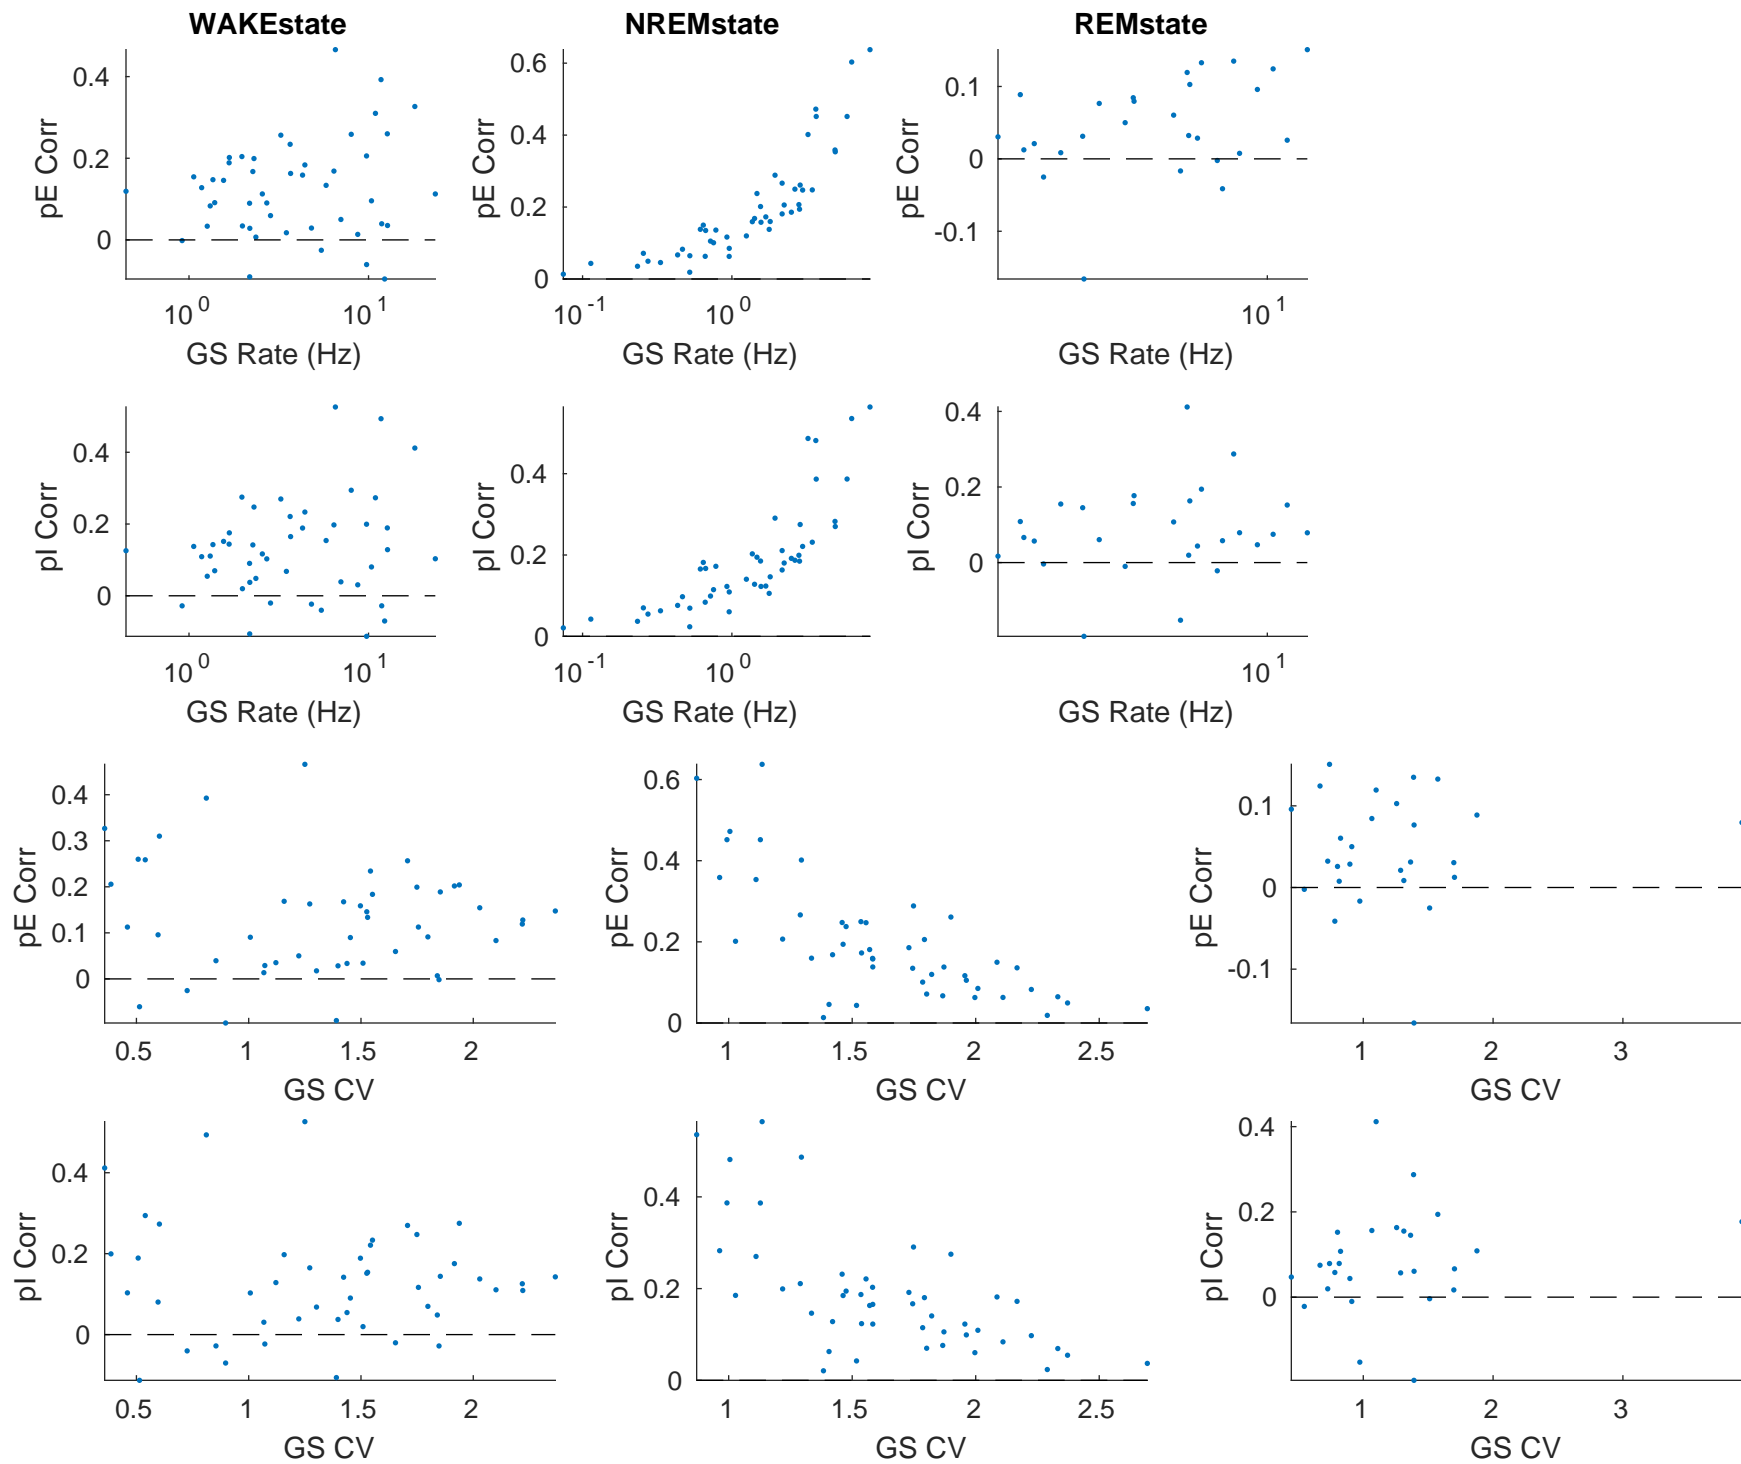 WAKEstate NREMstate REMstate
pE Corr 0.4 0.2 0 pE Corr 0.6 0.4 0.2 0 pE Corr 0.1 0 -0.1
10^0 10^1 10^-1 10^0 10^1
GS Rate (Hz) GS Rate (Hz) GS Rate (Hz)
pI Corr 0.4 0.2 0 pI Corr 0.4 0.2 0 pI Corr 0.4 0.2 0
10^0 10^1 10^-1 10^0 10^1
GS Rate (Hz) GS Rate (Hz) GS Rate (Hz)
pE Corr 0.4 0.3 0.2 0.1 0 pE Corr 0.6 0.4 0.2 0 pE Corr 0.1 0 -0.1
0.5 1 1.5 2 1 1.5 2 2.5 1 2 3
GS CV GS CV GS CV
pI Corr 0.4 0.2 0 pI Corr 0.4 0.2 0 pI Corr 0.4 0.2 0
0.5 1 1.5 2 1 1.5 2 2.5 1 2 3
GS CV GS CV GS CV